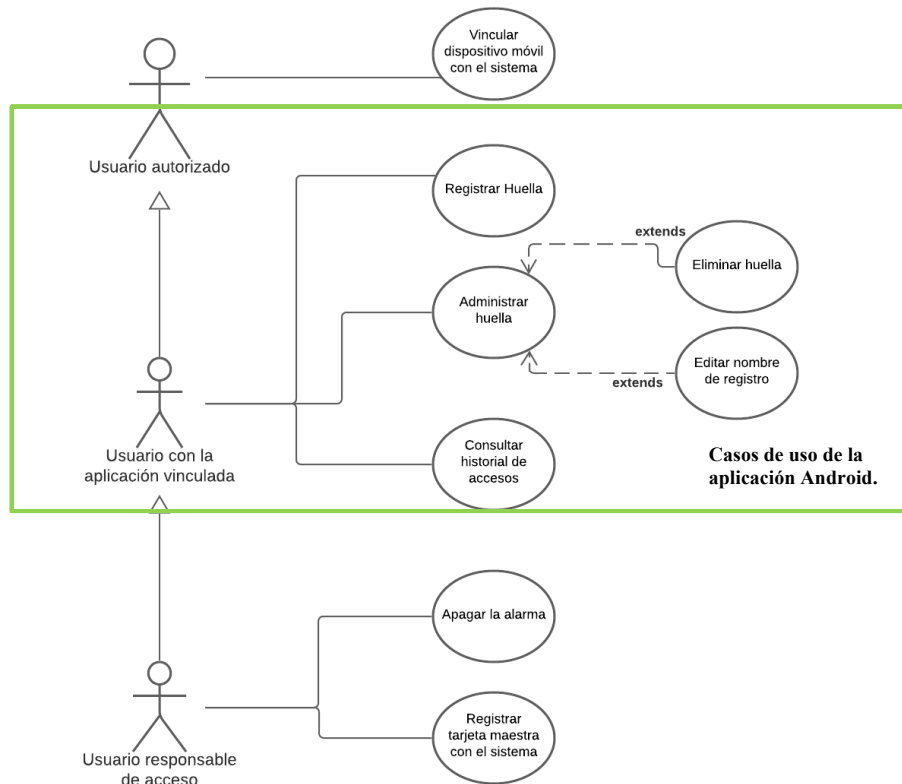 Vincular
dispositivo móvil
con el sistema
Usuario autorizado
Registrar Huella
extends
Eliminar huella
Administrar
huella
Editar nombre
de registro
extends
Usuario con la
aplicación vinculada
Consultar
historial de
accesos
Casos de uso de la
aplicación Android.
Apagar la alarma
Registrar
tarjeta maestra
con el sistema
Usuario responsable
de acceso